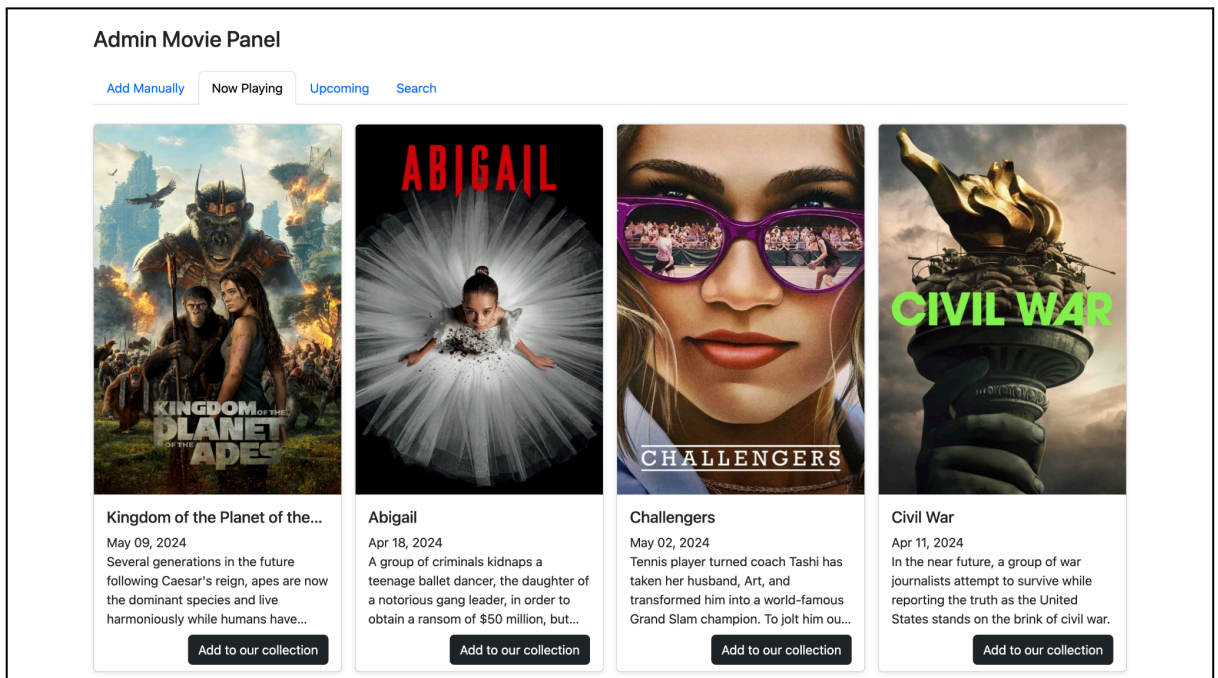 Admin Movie Panel
Add Manually
Now Playing
Upcoming
Search
KINGDOM OF THE
PLANET
OF THE APES
ABIGAIL
CHALLENGERS
CIVIL WAR
Kingdom of the Planet of the...
May 09, 2024
Several generations in the future
following Caesar's reign, apes are now
the dominant species and live
harmoniously while humans have...
Add to our collection
Abigail
Apr 18, 2024
A group of criminals kidnaps a
teenage ballet dancer, the daughter of
a notorious gang leader, in order to
obtain a ransom of $50 million, but...
Add to our collection
Challengers
May 02, 2024
Tennis player turned coach Tashi has
taken her husband, Art, and
transformed him into a world-famous
Grand Slam champion. To jolt him ou...
Add to our collection
Civil War
Apr 11, 2024
In the near future, a group of war
journalists attempt to survive while
reporting the truth as the United
States stands on the brink of civil war.
Add to our collection